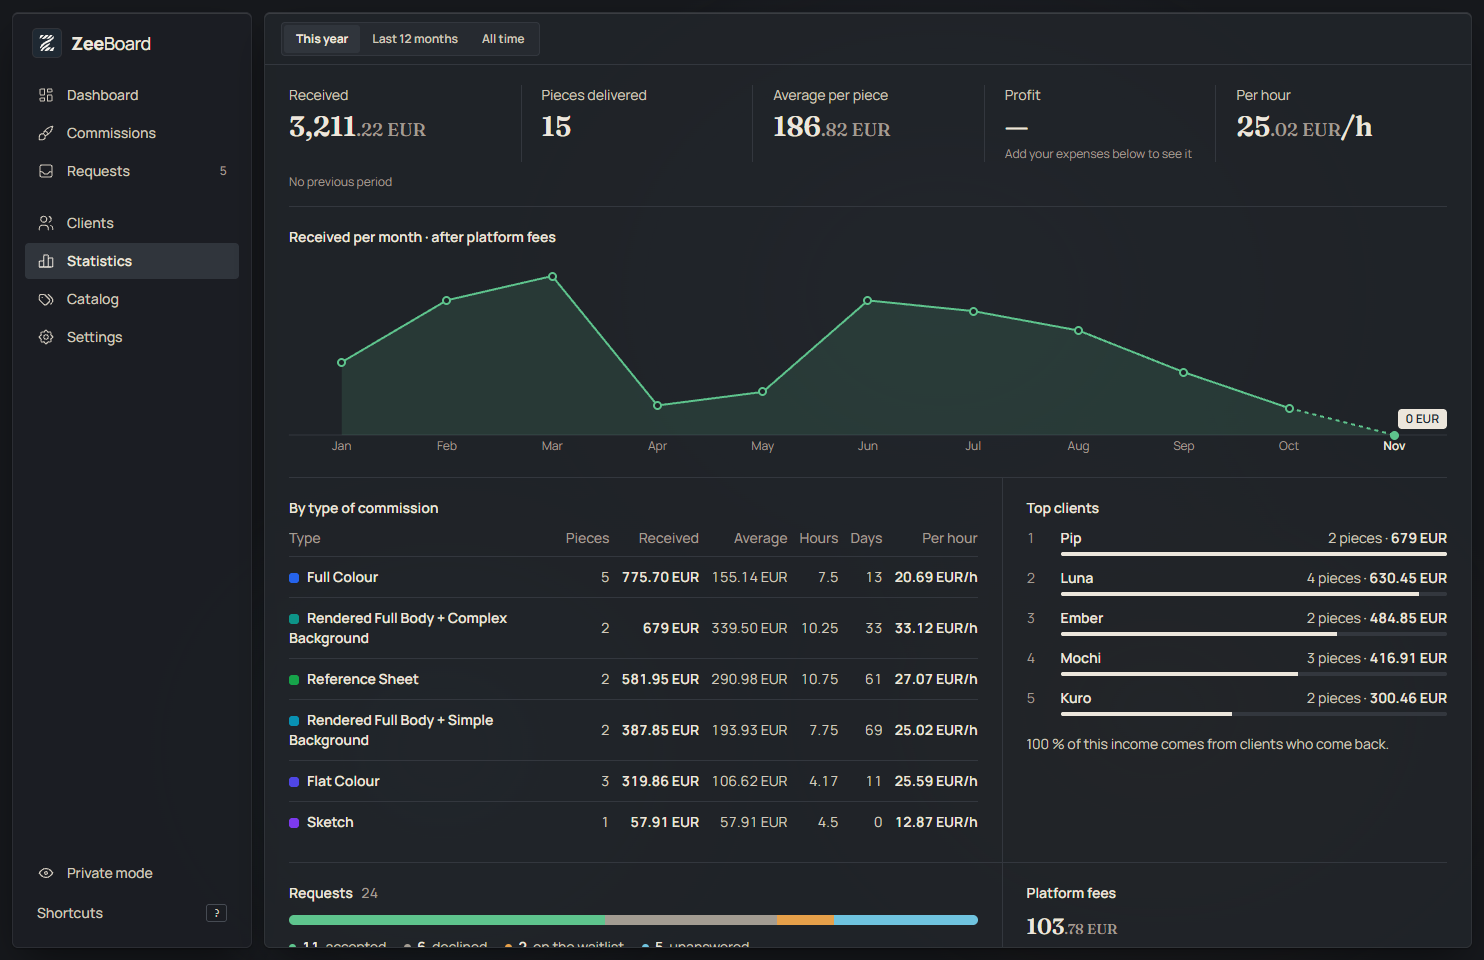 ZeeBoard
Dashboard
Commissions
Requests 5
Clients
Statistics
Catalog
Settings
Private mode
Shortcuts ?
This year Last 12 months All time
Received Pieces delivered Average per piece Profit Per hour
3,211.22 EUR 15 186.82 EUR — 25.02 EUR/h
Add your expenses below to see it
No previous period
Received per month · after platform fees
0 EUR
Jan Feb Mar Apr May Jun Jul Aug Sep Oct Nov
By type of commission
Type Pieces Received Average Hours Days Per hour
Full Colour 5 775.70 EUR 155.14 EUR 7.5 13 20.69 EUR/h
Rendered Full Body + Complex
Background 2 679 EUR 339.50 EUR 10.25 33 33.12 EUR/h
Reference Sheet 2 581.95 EUR 290.98 EUR 10.75 61 27.07 EUR/h
Rendered Full Body + Simple
Background 2 387.85 EUR 193.93 EUR 7.75 69 25.02 EUR/h
Flat Colour 3 319.86 EUR 106.62 EUR 4.17 11 25.59 EUR/h
Sketch 1 57.91 EUR 57.91 EUR 4.5 0 12.87 EUR/h
Top clients
1 Pip 2 pieces · 679 EUR
2 Luna 4 pieces · 630.45 EUR
3 Ember 2 pieces · 484.85 EUR
4 Mochi 3 pieces · 416.91 EUR
5 Kuro 2 pieces · 300.46 EUR
100 % of this income comes from clients who come back.
Requests 24
11 accepted 6 declined 2 on the waitlist 5 unanswered
Platform fees
103.78 EUR